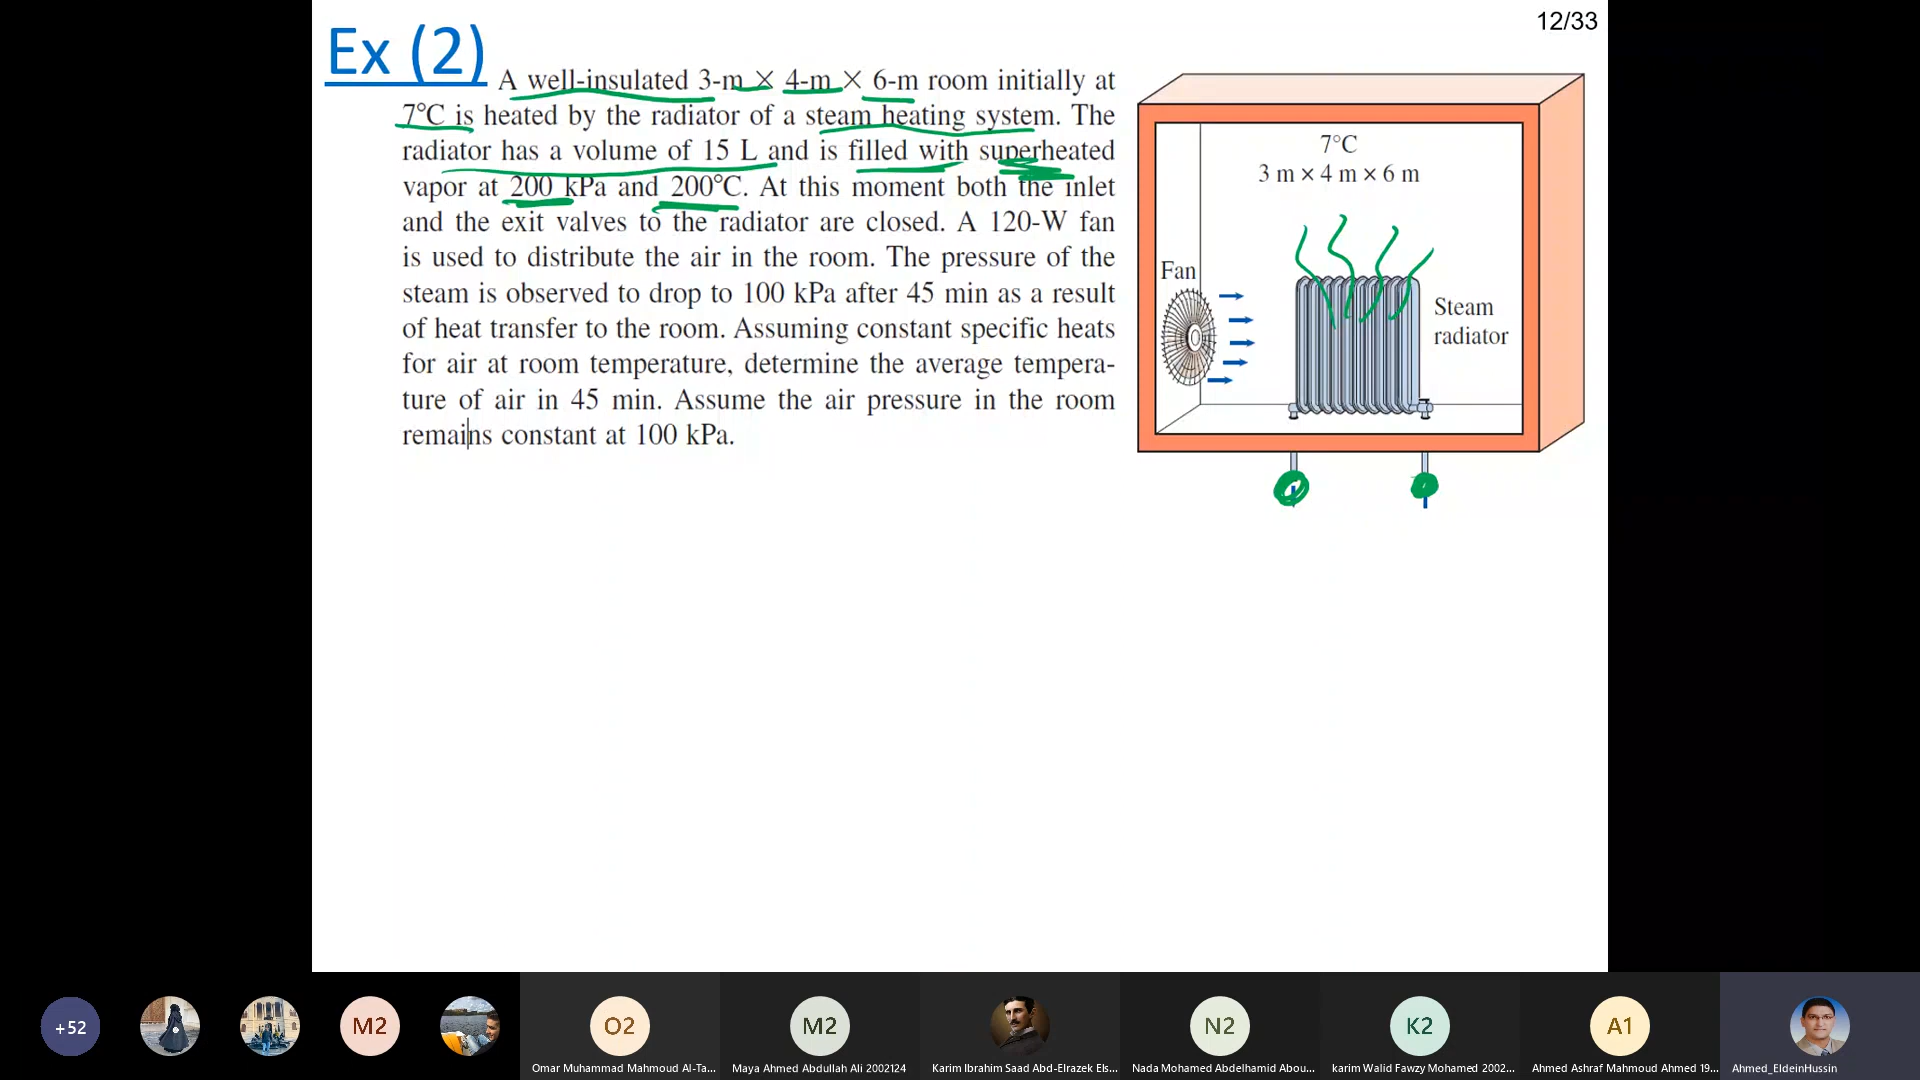 12/33
Ex (2)
A well-insulated 3-m × 4-m × 6-m room initially at
7°C is heated by the radiator of a steam heating system. The
radiator has a volume of 15 L and is filled with superheated
vapor at 200 kPa and 200°C. At this moment both the inlet
and the exit valves to the radiator are closed. A 120-W fan
is used to distribute the air in the room. The pressure of the
steam is observed to drop to 100 kPa after 45 min as a result
of heat transfer to the room. Assuming constant specific heats
for air at room temperature, determine the average tempera-
ture of air in 45 min. Assume the air pressure in the room
remains constant at 100 kPa.
7°C
3 m × 4 m × 6 m
Fan
Steam
radiator
+52
M2
O2
M2
N2
K2
A1
Omar Muhammad Mahmoud Al-Ta...
Maya Ahmed Abdullah Ali 2002124
Karim Ibrahim Saad Abd-Elrazek Els...
Nada Mohamed Abdelhamid Abou...
karim Walid Fawzy Mohamed 2002...
Ahmed Ashraf Mahmoud Ahmed 19...
Ahmed_EldeinHussin